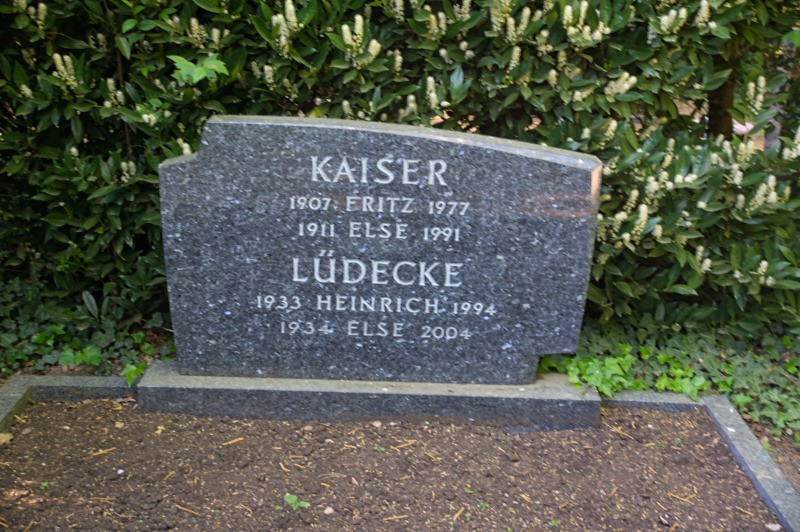 KAISER
1907 FRITZ 1977
1911 ELSE 1991
LÜDECKE
1933 HEINRICH 1994
1934 ELSE 2004